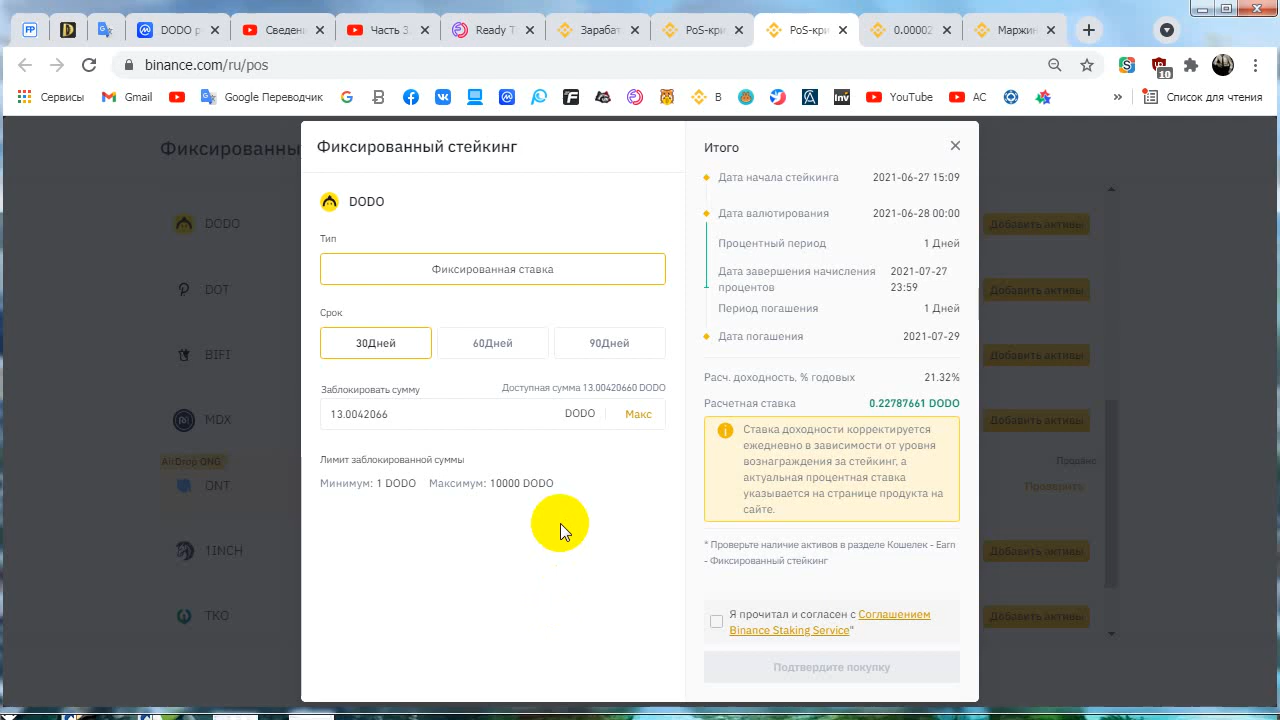 DODO p
Сведен
Часть 3
Ready T
Зарабат
PoS-кри
PoS-кри
0.00002
Маржин
binance.com/ru/pos
10
Сервисы
Gmail
Google Переводчик
B
YouTube
АС
»
Список для чтения
Фиксированны
Фиксированный стейкинг
Итого
DODO
DOT
BIFI
MDX
AirDrop ONG
ONT
1INCH
TKO
DODO
Тип
Фиксированная ставка
Срок
30Дней
60Дней
90Дней
Заблокировать сумму
Доступная сумма 13.00420660 DODO
13.0042066
DODO
Макс
Лимит заблокированной суммы
Минимум: 1 DODO
Максимум: 10000 DODO
Дата начала стейкинга
2021-06-27 15:09
Дата валютирования
2021-06-28 00:00
Процентный период
1 Дней
Дата завершения начисления
процентов
2021-07-27
23:59
Период погашения
1 Дней
Дата погашения
2021-07-29
Расч. доходность, % годовых
21.32%
Расчетная ставка
0.22787661 DODO
Ставка доходности корректируется
ежедневно в зависимости от уровня
вознаграждения за стейкинг, а
актуальная процентная ставка
указывается на странице продукта на
сайте.
* Проверьте наличие активов в разделе Кошелек - Earn
- Фиксированный стейкинг
Я прочитал и согласен с Соглашением
Binance Staking Service"
Подтвердите покупку
Добавить активы
Добавить активы
Добавить активы
Добавить активы
Продано
Проверить
Добавить активы
Добавить активы